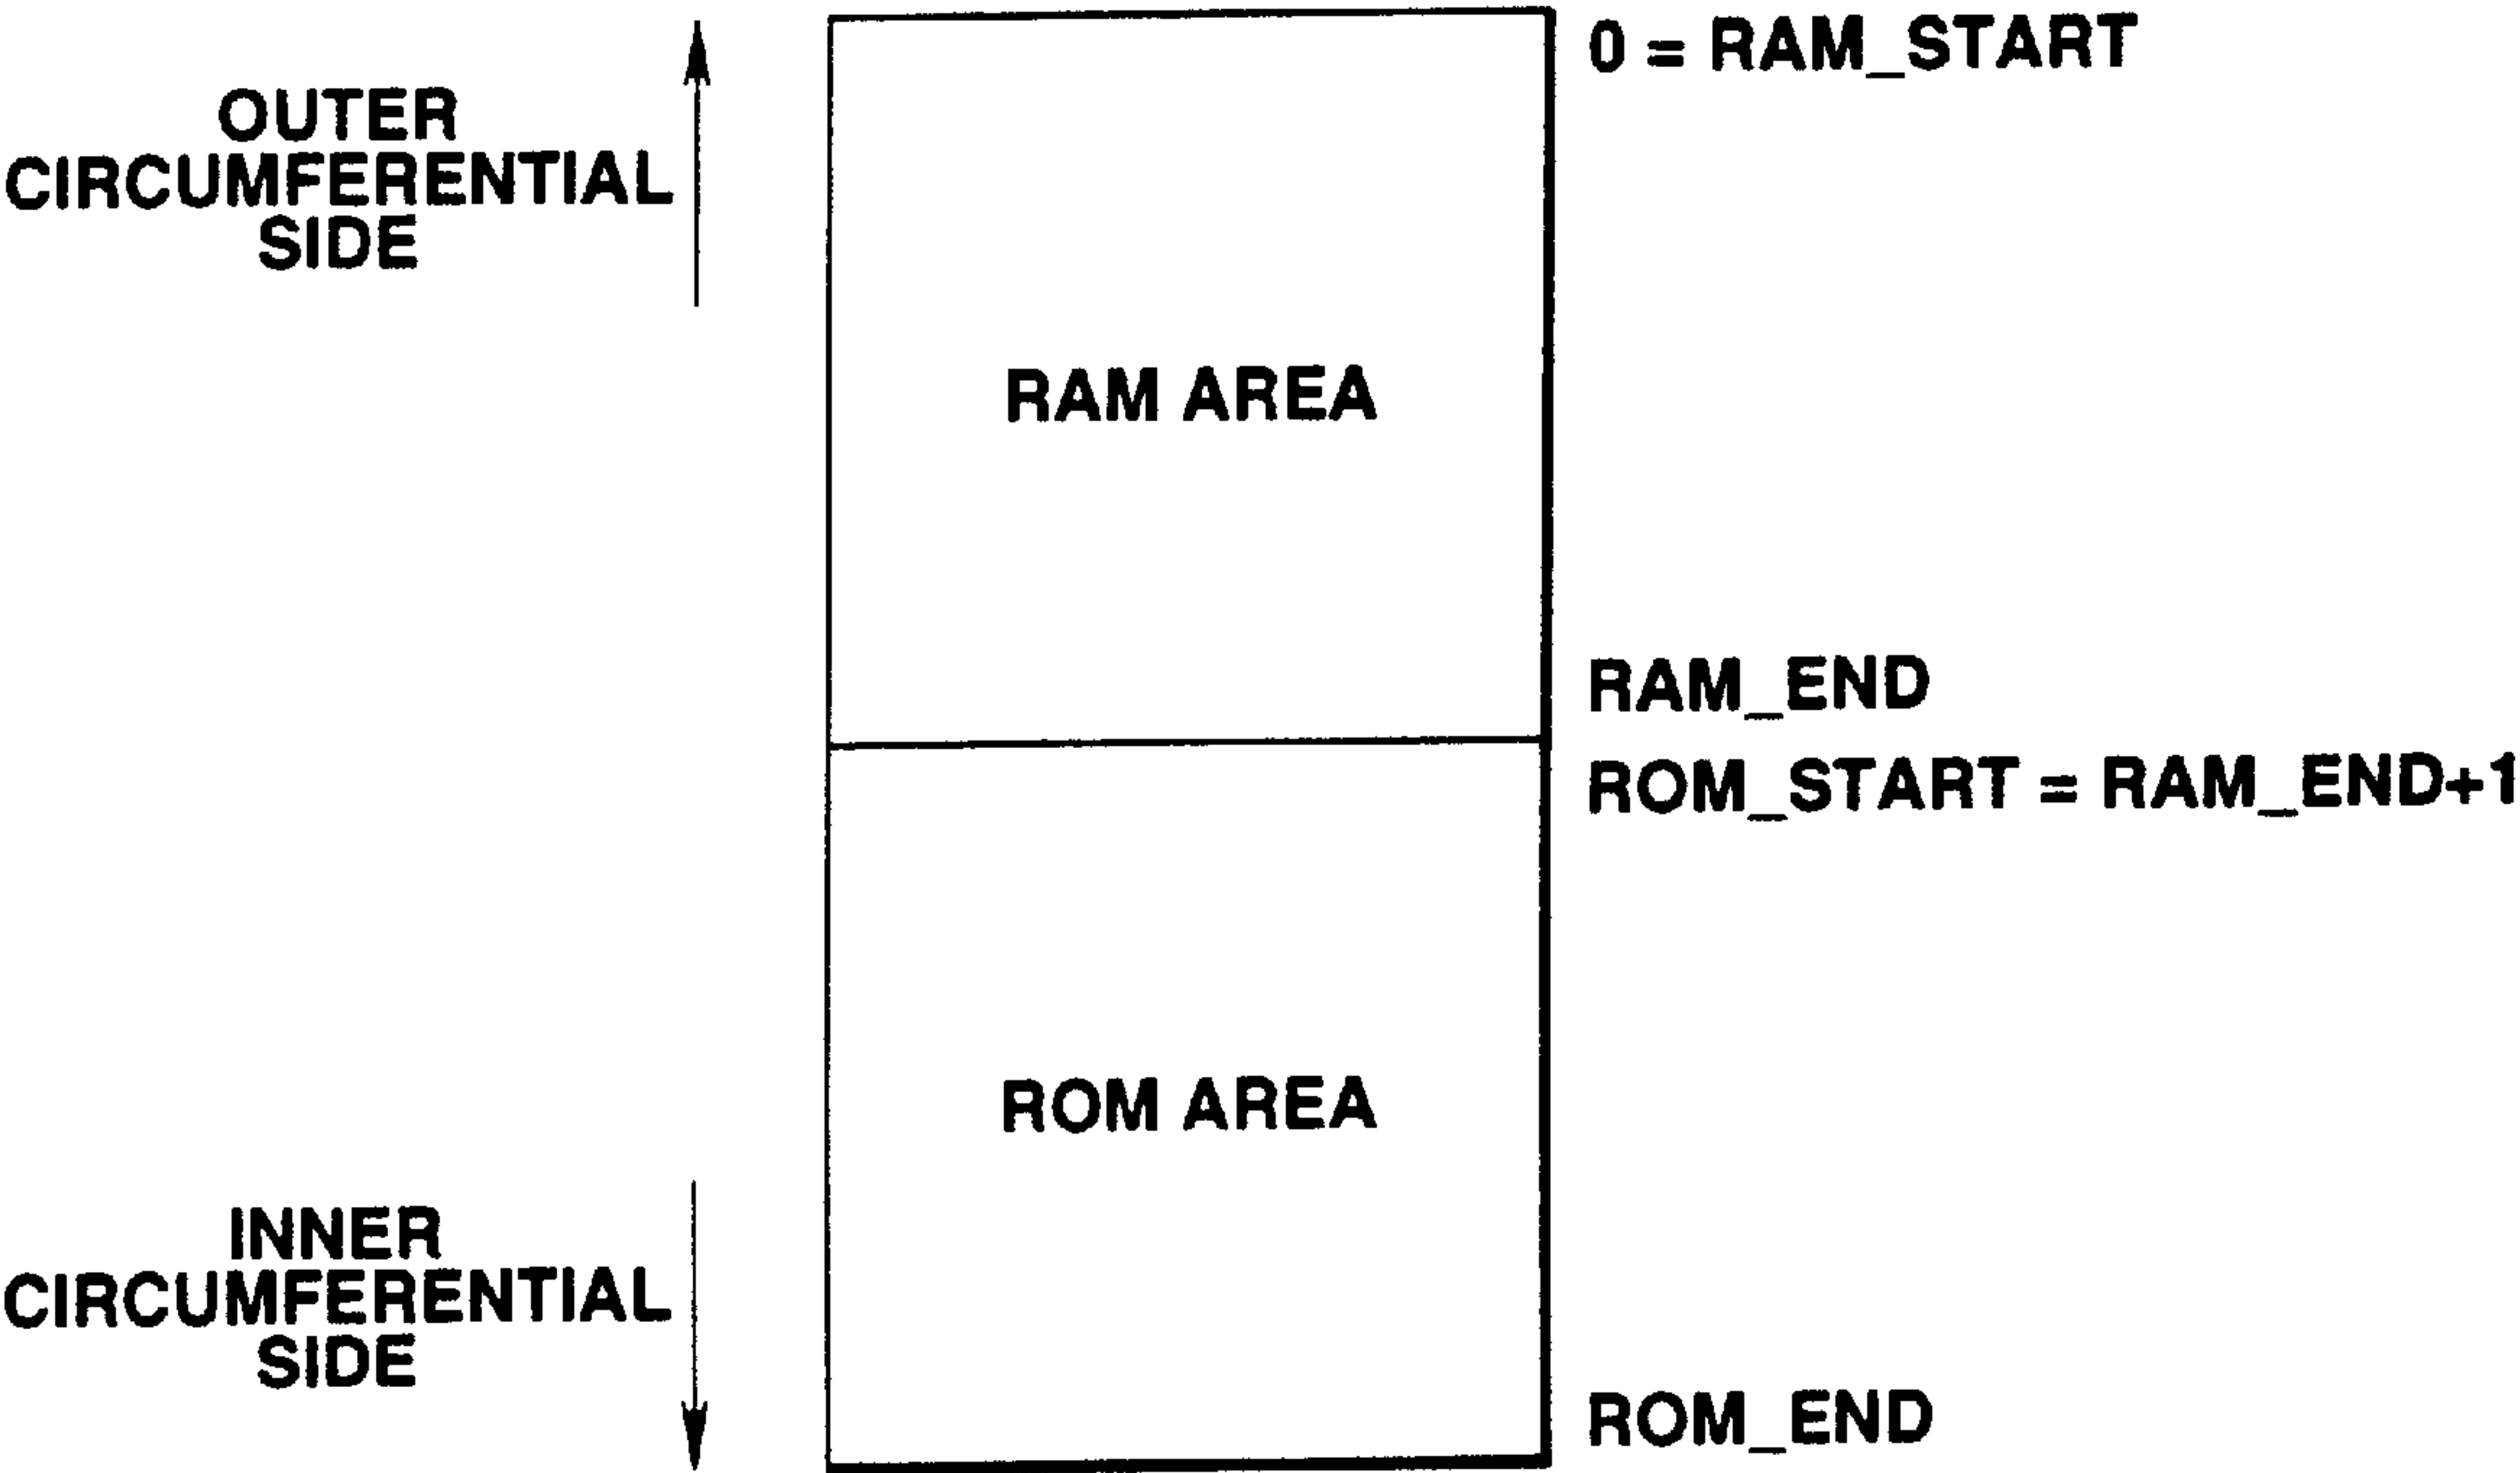 0 = RAM_START
OUTER
CIRCUMFERENTIAL
SIDE
RAM AREA
RAM_END
ROM_START = RAM_END+1
ROM AREA
INNER
CIRCUMFERENTIAL
SIDE
ROM_END